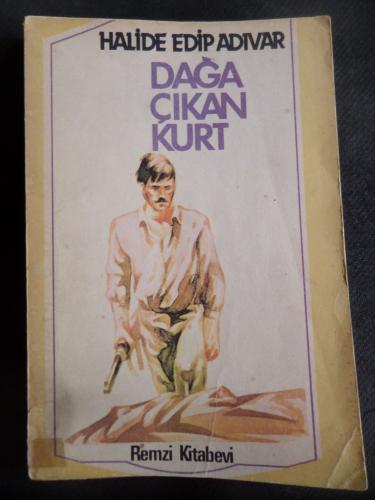 HALİDE EDİP ADIVAR
DAĞA
ÇIKAN
KURT
Remzi Kitabevi